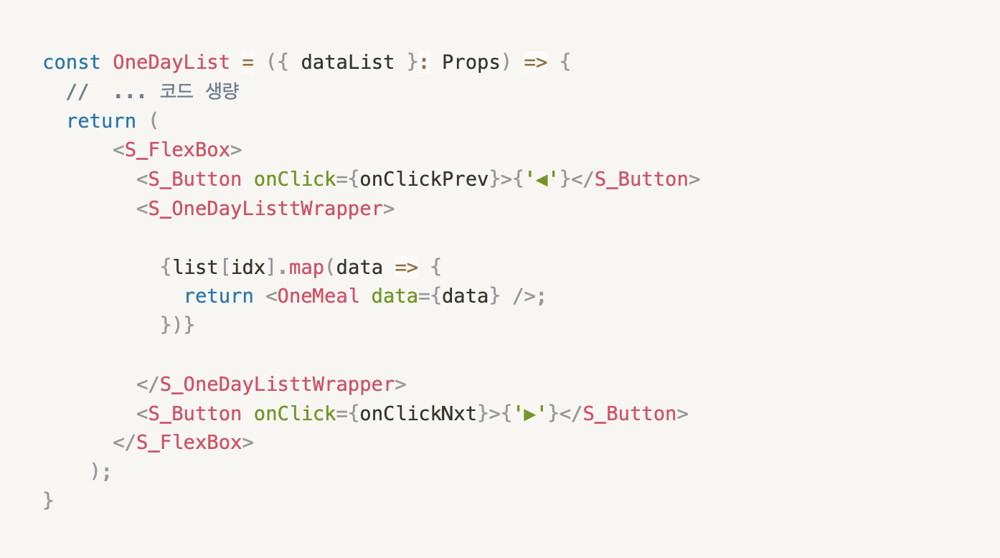 const OneDayList = ({ dataList }: Props) => {
  //  ... 코드 생략
  return (
      <S_FlexBox>
        <S_Button onClick={onClickPrev}>{'◀'}</S_Button>
        <S_OneDayListtWrapper>
          {list[idx].map(data => {
            return <OneMeal data={data} />;
          })}
        </S_OneDayListtWrapper>
        <S_Button onClick={onClickNxt}>{'▶'}</S_Button>
      </S_FlexBox>
    );
}